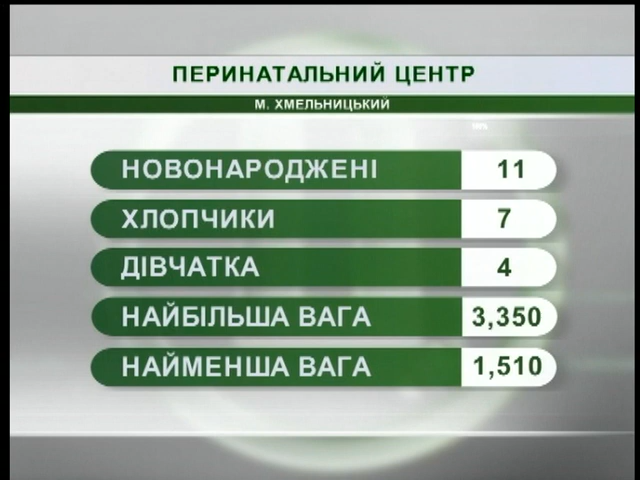 ПЕРИНАТАЛЬНИЙ ЦЕНТР
М. ХМЕЛЬНИЦЬКИЙ
НОВОНАРОДЖЕНІ 11
ХЛОПЧИКИ 7
ДІВЧАТКА 4
НАЙБІЛЬША ВАГА 3,350
НАЙМЕНША ВАГА 1,510